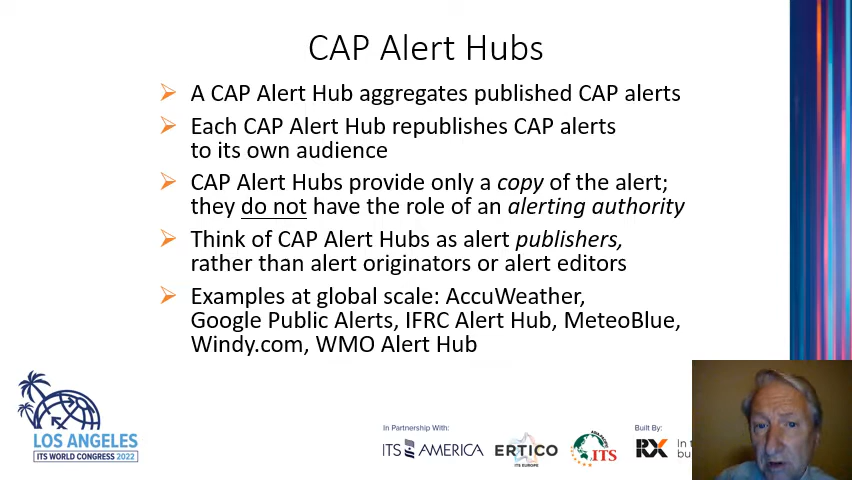 CAP Alert Hubs
A CAP Alert Hub aggregates published CAP alerts
Each CAP Alert Hub republishes CAP alerts
to its own audience
CAP Alert Hubs provide only a copy of the alert;
they do not have the role of an alerting authority
Think of CAP Alert Hubs as alert publishers,
rather than alert originators or alert editors
Examples at global scale: AccuWeather,
Google Public Alerts, IFRC Alert Hub, MeteoBlue,
Windy.com, WMO Alert Hub
LOS ANGELES
ITS WORLD CONGRESS 2022
In Partnership With:
ITS AMERICA
ERTICO
ITS EUROPE
ITS
Built By:
RX
In t
bu